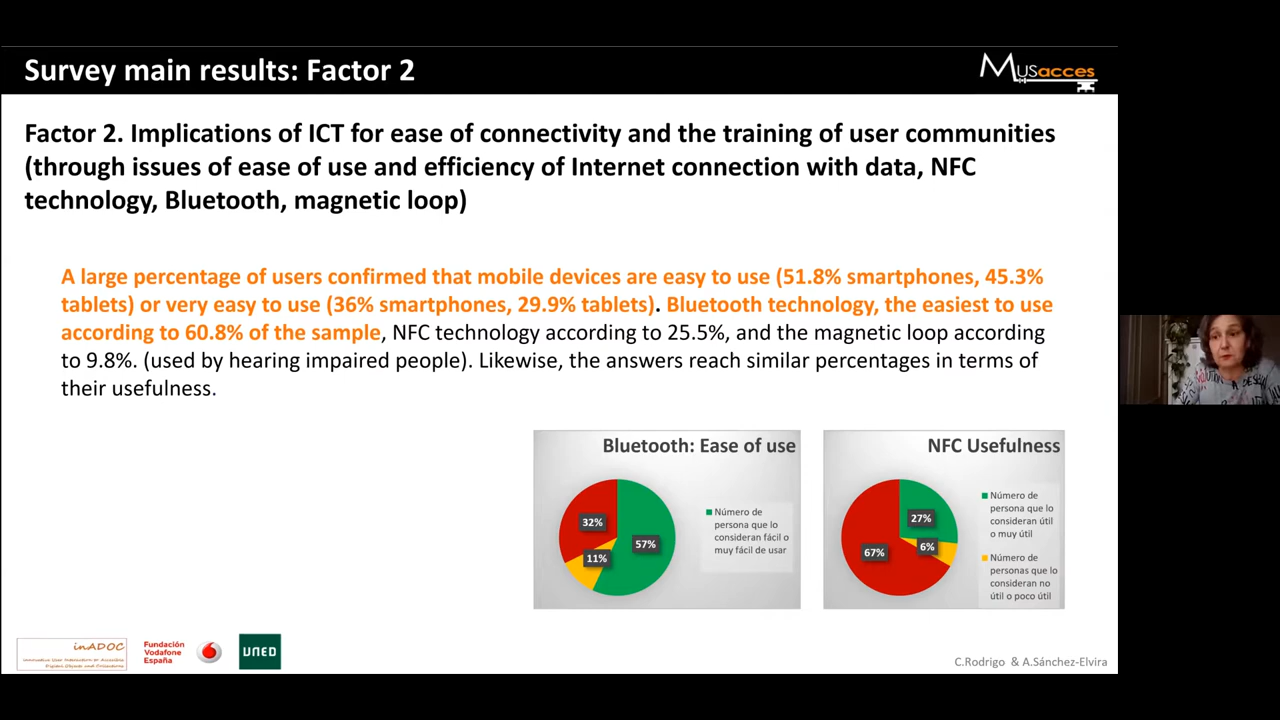 Survey main results: Factor 2
Musacces
Factor 2. Implications of ICT for ease of connectivity and the training of user communities
(through issues of ease of use and efficiency of Internet connection with data, NFC
technology, Bluetooth, magnetic loop)
A large percentage of users confirmed that mobile devices are easy to use (51.8% smartphones, 45.3%
tablets) or very easy to use (36% smartphones, 29.9% tablets). Bluetooth technology, the easiest to use
according to 60.8% of the sample, NFC technology according to 25.5%, and the magnetic loop according
to 9.8%. (used by hearing impaired people). Likewise, the answers reach similar percentages in terms of
their usefulness.
Bluetooth: Ease of use
32%
57%
11%
Número de
persona que lo
consideran fácil o
muy fácil de usar
NFC Usefulness
27%
6%
67%
Número de
persona que lo
consideran útil
o muy útil
Número de
personas que lo
consideran no
útil o poco útil
inADOC
Fundación
Vodafone
España
UNED
C.Rodrigo & A.Sánchez-Elvira